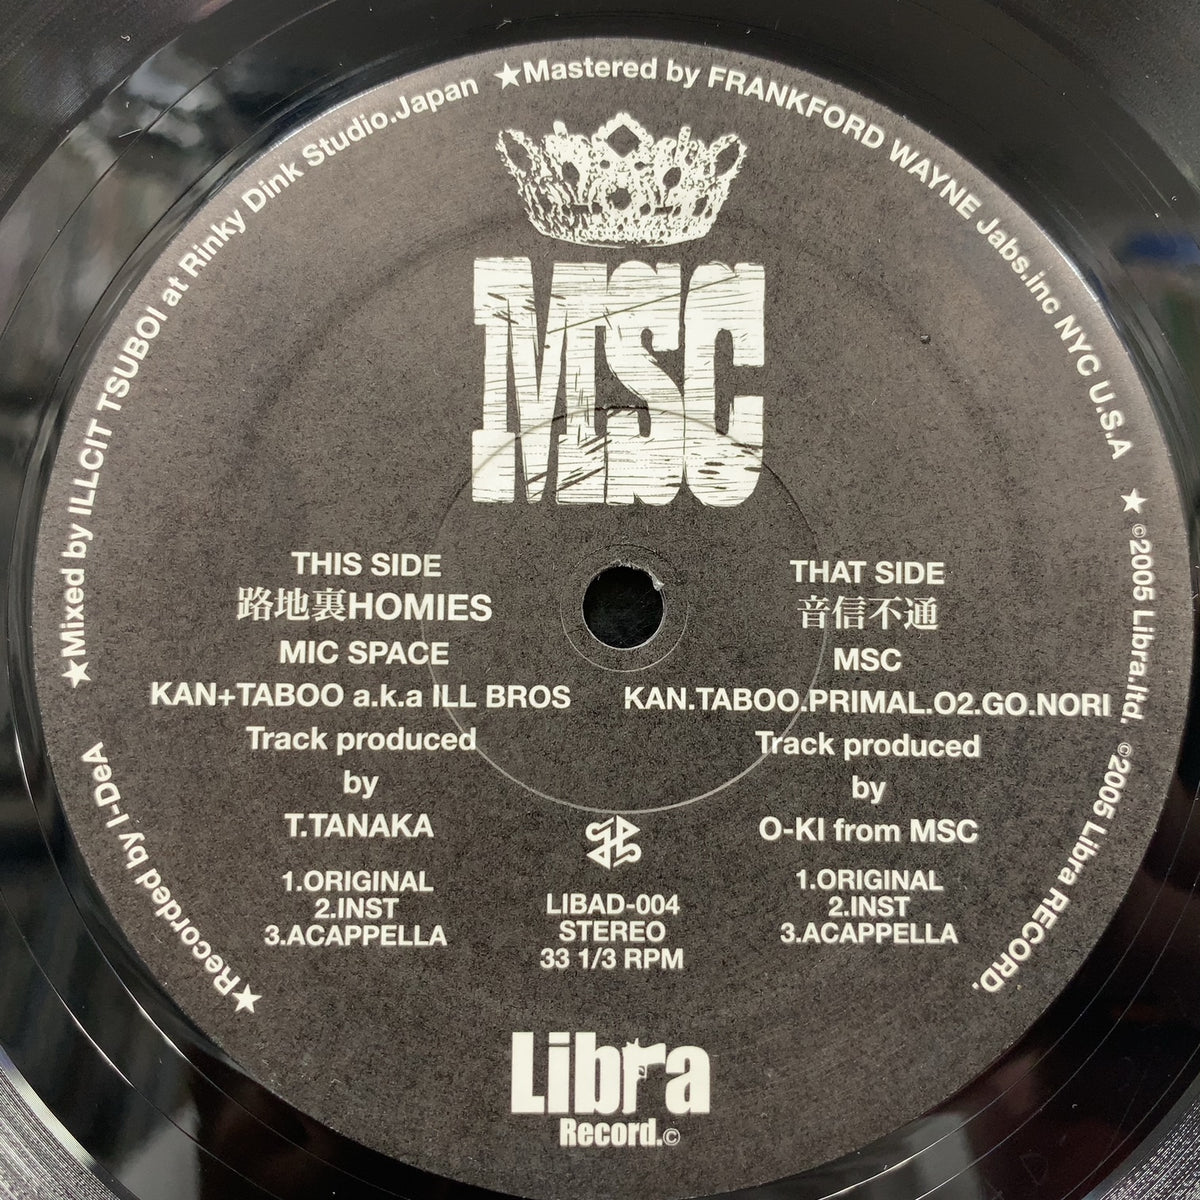 ★Mixed by ILLCIT TSUBOI at Rinky Dink Studio.Japan
★Mastered by FRANKFORD WAYNE Jabs.inc NYC U.S.A
★ ©2005 Libra.ltd. ©2005 Libra RECORD.
★Recorded by I-DeA
MSC
THIS SIDE
路地裏HOMIES
MIC SPACE
KAN+TABOO a.k.a ILL BROS
Track produced
by
T.TANAKA
1.ORIGINAL
2.INST
3.ACAPPELLA
THAT SIDE
音信不通
MSC
KAN.TABOO.PRIMAL.O2.GO.NORI
Track produced
by
O-KI from MSC
1.ORIGINAL
2.INST
3.ACAPPELLA
LIBAD-004
STEREO
33 1/3 RPM
Libra
Record.©